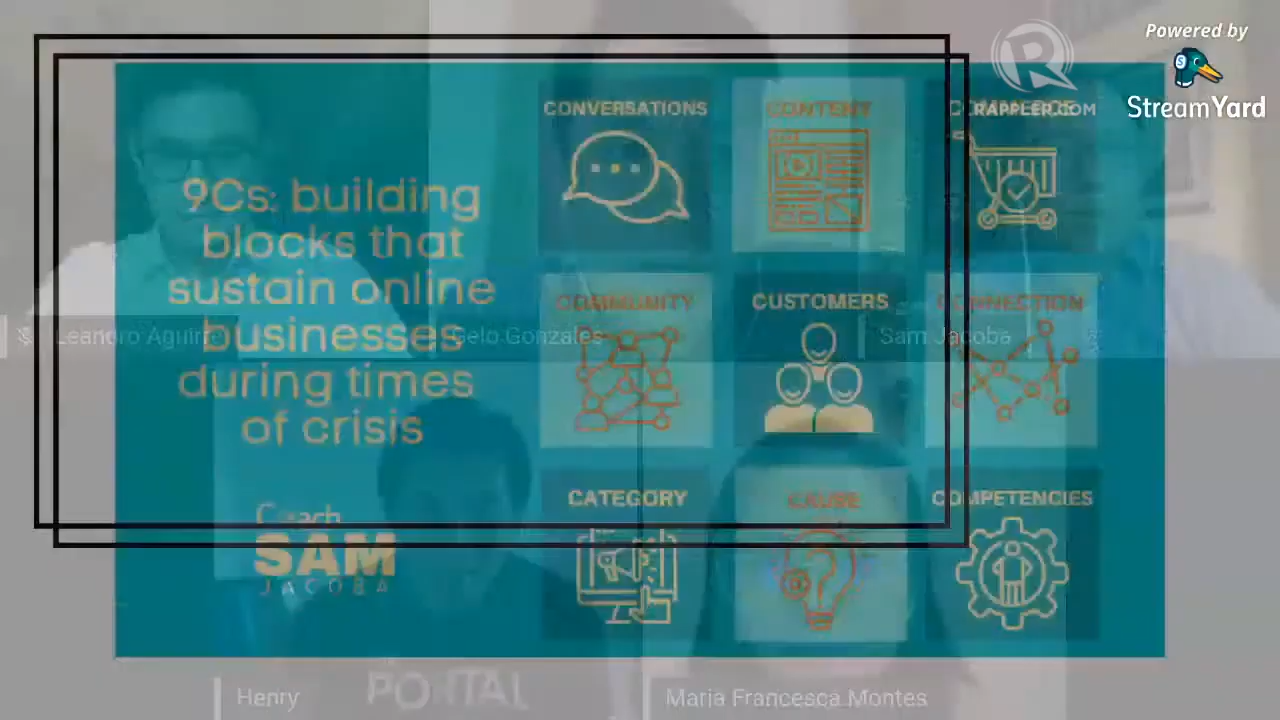 Powered by
StreamYard
RAPPLER.COM
CONVERSATIONS
CONTENT
COMMERCE
9Cs: building
blocks that
sustain online
businesses
during times
of crisis
COMMUNITY
CUSTOMERS
CONNECTION
Leandro Aguirre
Gelo Gonzales
Sam Jacoba
CATEGORY
CAUSE
COMPETENCIES
Coach
SAM
JACOBA
PORTAL
Henry
Maria Francesca Montes